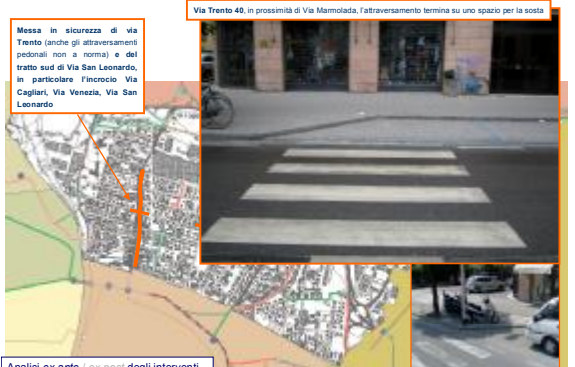 Via Trento 40, in prossimità di Via Marmolada, l'attraversamento termina su uno spazio per la sosta
Messa in sicurezza di via
Trento (anche gli attraversamenti
pedonali non a norma) e del
tratto sud di Via San Leonardo,
in particolare l'incrocio Via
Cagliari, Via Venezia, Via San
Leonardo
Analisi ex ante / ex post degli interventi